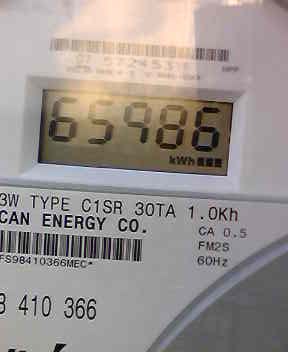 65986
kWh
3W TYPE C1SR 30TA 1.0Kh
CAN ENERGY CO.
CA 0.5
FM2S
FS98410366MEC*
60Hz
8 410 366